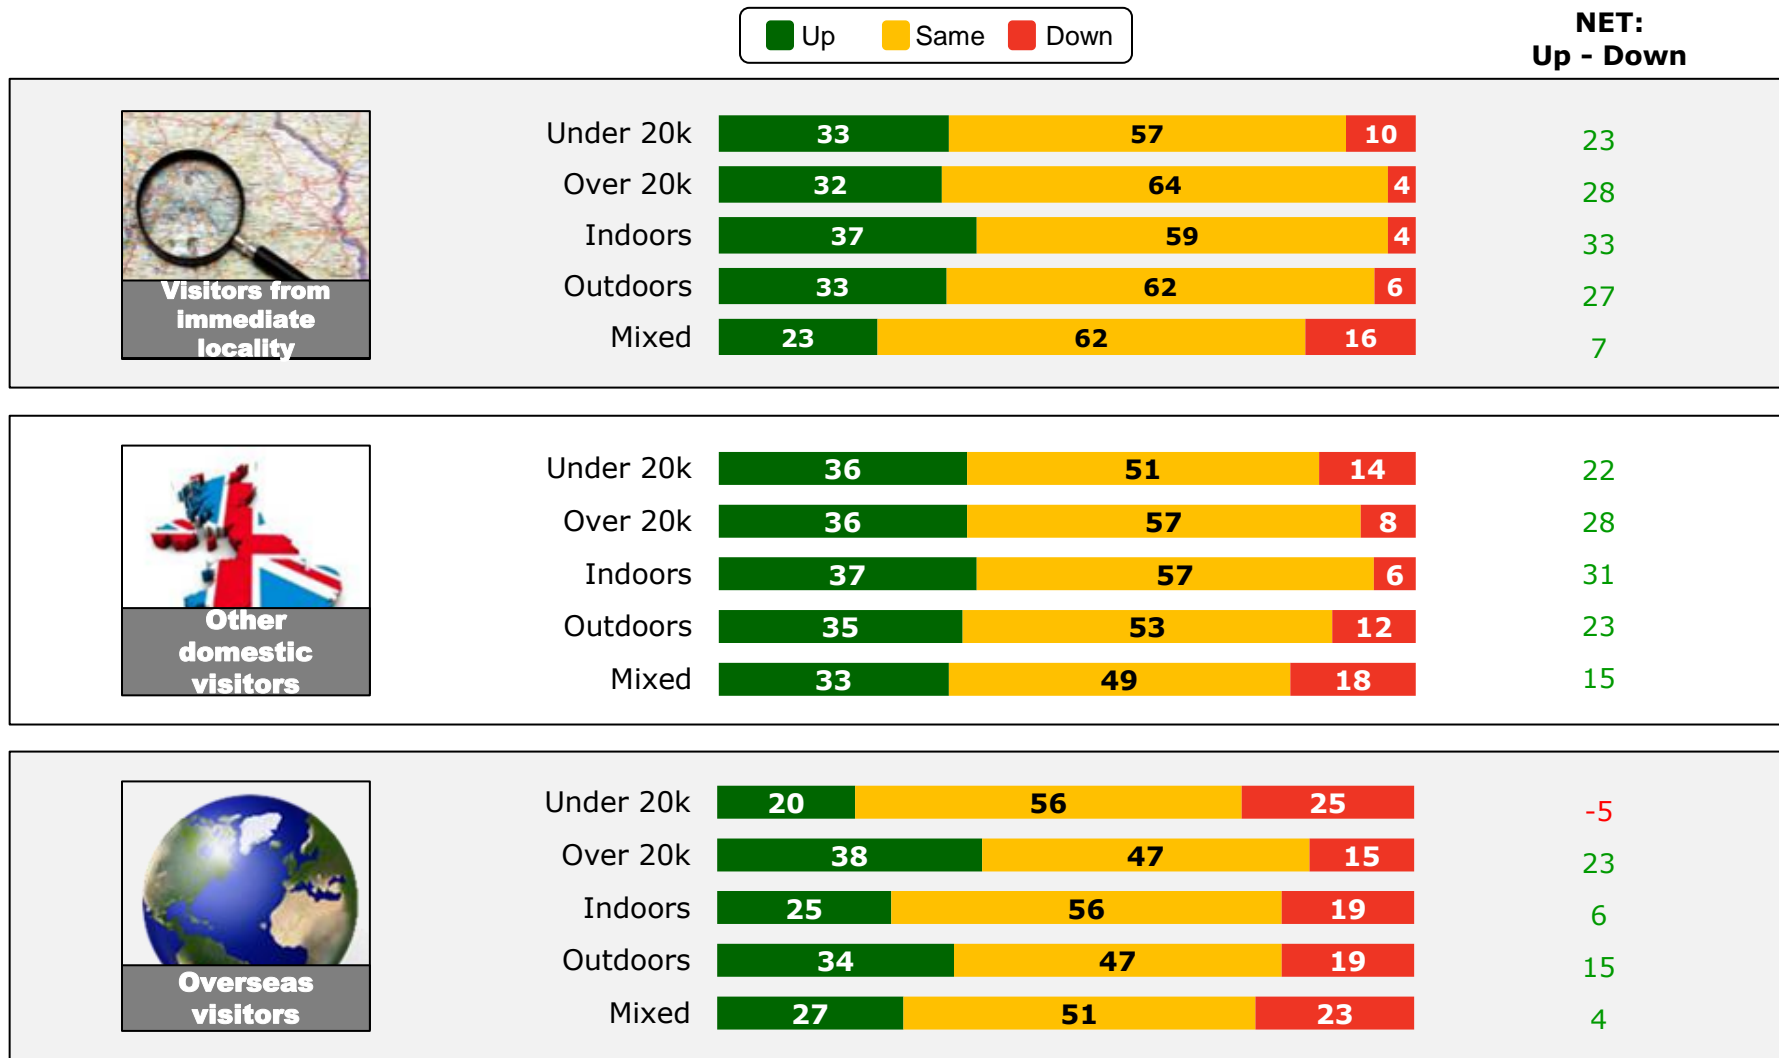 Up Same Down
NET:
Up - Down
Under 20k 33 57 10 23
Over 20k 32 64 4 28
Indoors 37 59 4 33
Outdoors 33 62 6 27
Mixed 23 62 16 7
Visitors from
immediate
locality
Under 20k 36 51 14 22
Over 20k 36 57 8 28
Indoors 37 57 6 31
Outdoors 35 53 12 23
Mixed 33 49 18 15
Other
domestic
visitors
Under 20k 20 56 25 -5
Over 20k 38 47 15 23
Indoors 25 56 19 6
Outdoors 34 47 19 15
Mixed 27 51 23 4
Overseas
visitors